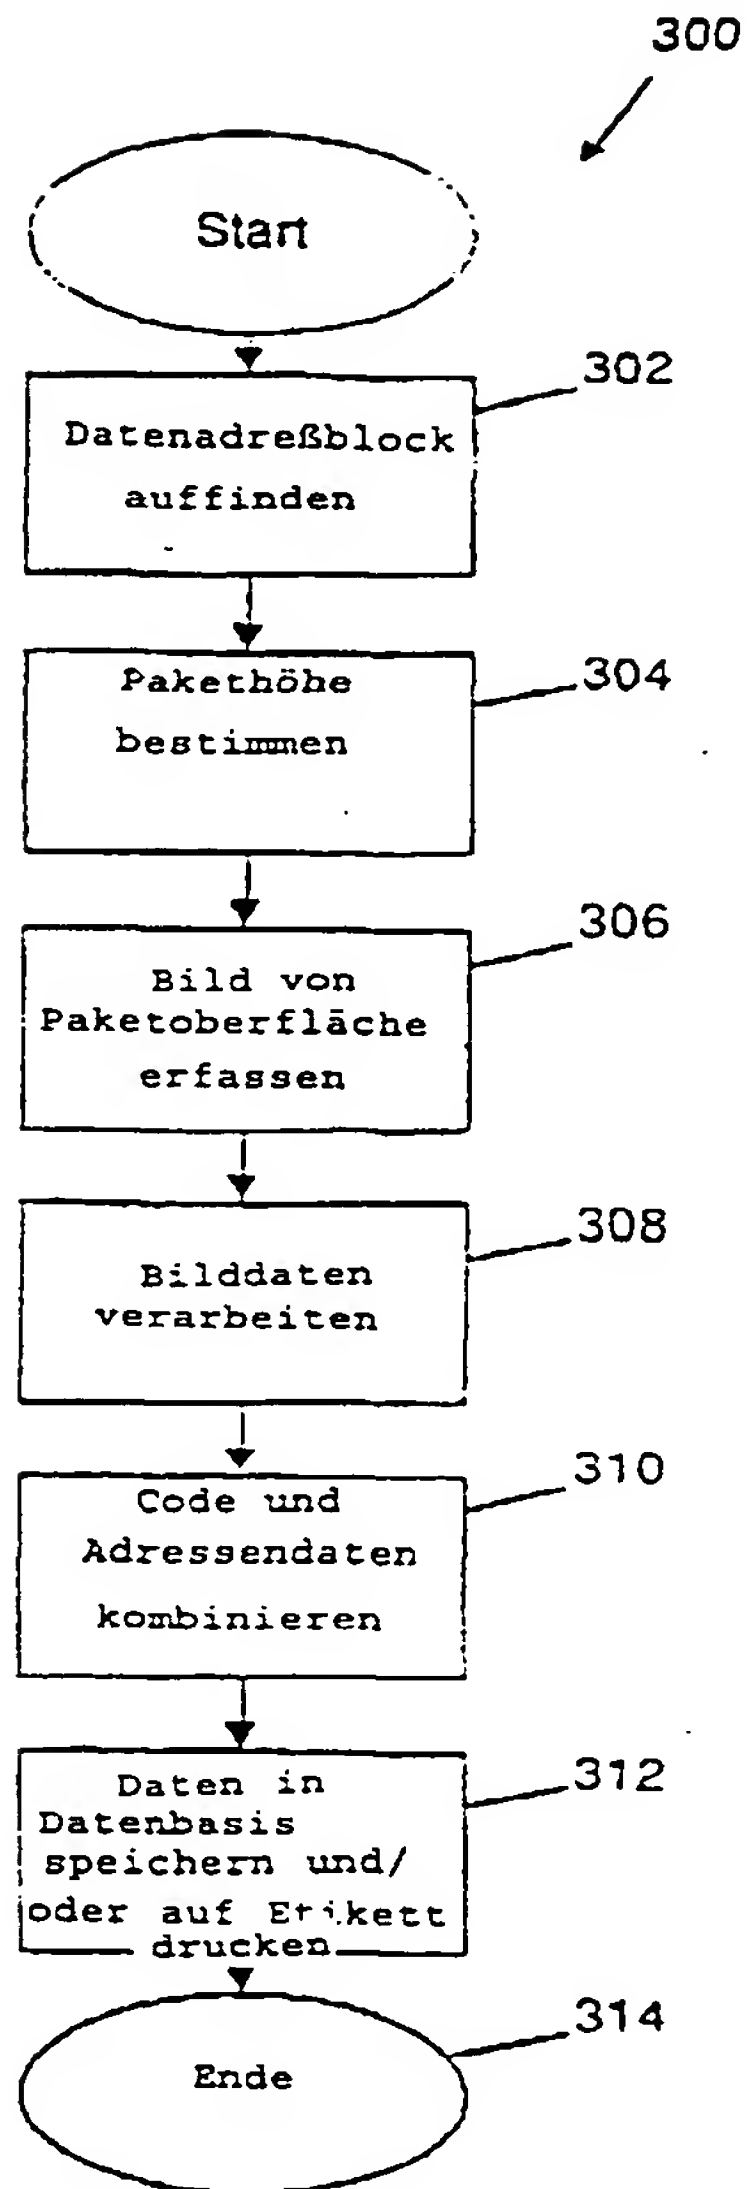 300
Start
302
Datenadreßblock
auffinden
304
Pakethöhe
bestimmen
306
Bild von
Paketoberfläche
erfassen
308
Bilddaten
verarbeiten
310
Code und
Adressendaten
kombinieren
312
Daten in
Datenbasis
speichern und/
oder auf Etikett
drucken
314
Ende